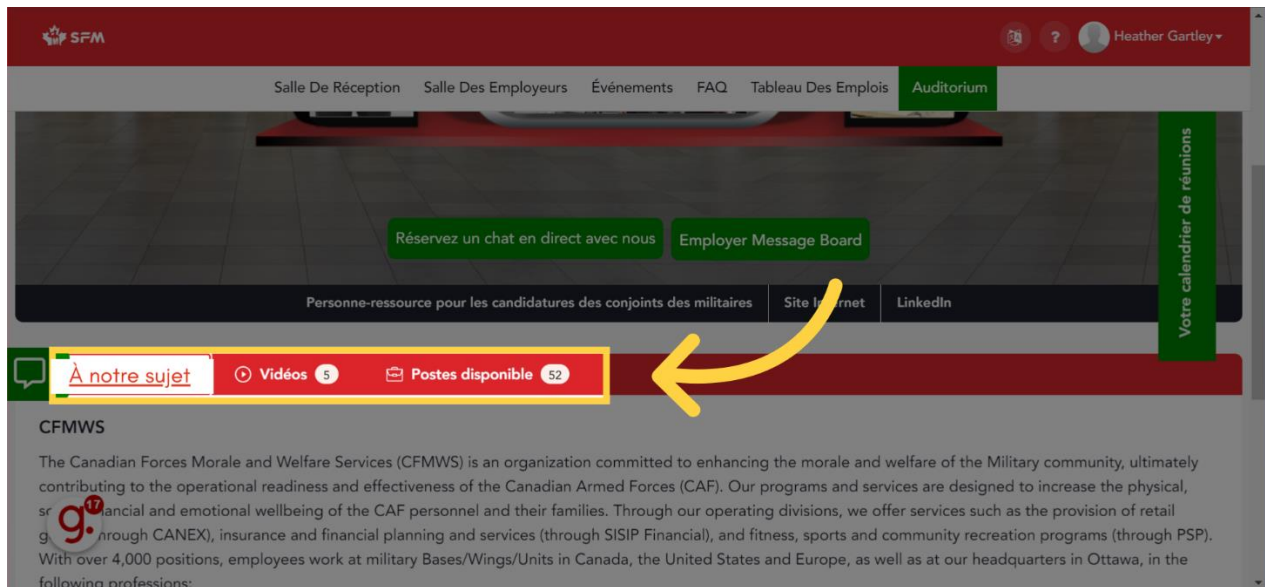 SFM
?
Heather Gartley
Salle De Réception Salle Des Employeurs Événements FAQ Tableau Des Emplois Auditorium
Votre calendrier de réunions
Réservez un chat en direct avec nous Employer Message Board
Personne-ressource pour les candidatures des conjoints des militaires Site LinkedIn
À notre sujet Vidéos 5 Postes disponible 52
CFMWS
The Canadian Forces Morale and Welfare Services (CFMWS) is an organization committed to enhancing the morale and welfare of the Military community, ultimately
contributing to the operational readiness and effectiveness of the Canadian Armed Forces (CAF). Our programs and services are designed to increase the physical,
and emotional wellbeing of the CAF personnel and their families. Through our operating divisions, we offer services such as the provision of retail
CANEX), insurance and financial planning and services (through SISIP Financial), and fitness, sports and community recreation programs (through PSP).
With over 4,000 positions, employees work at military Bases/Wings/Units in Canada, the United States and Europe, as well as at our headquarters in Ottawa, in the
following professions:
g.
17